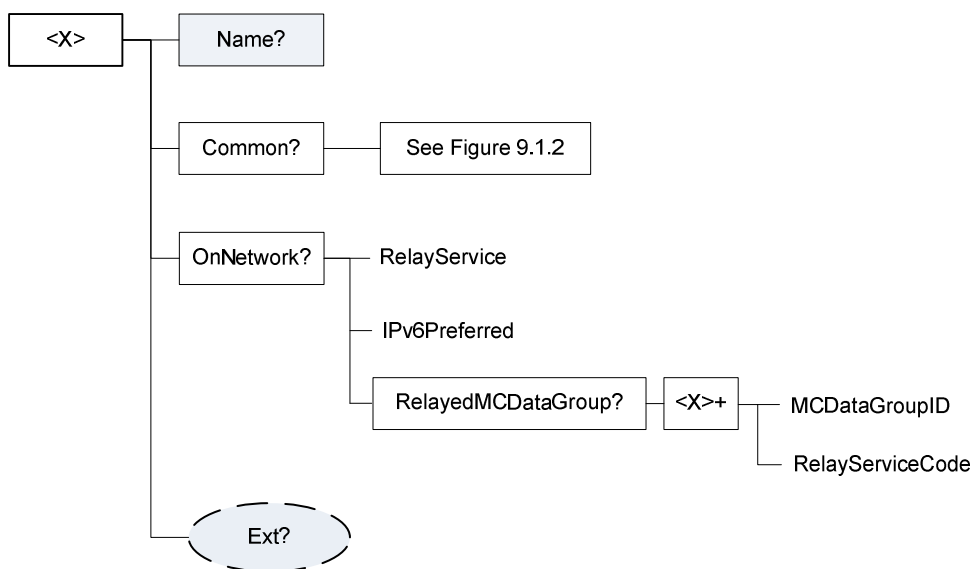 <X>
Name?
Common?
See Figure 9.1.2
OnNetwork?
RelayService
IPv6Preferred
RelayedMCDataGroup?
<X>+
MCDataGroupID
RelayServiceCode
Ext?